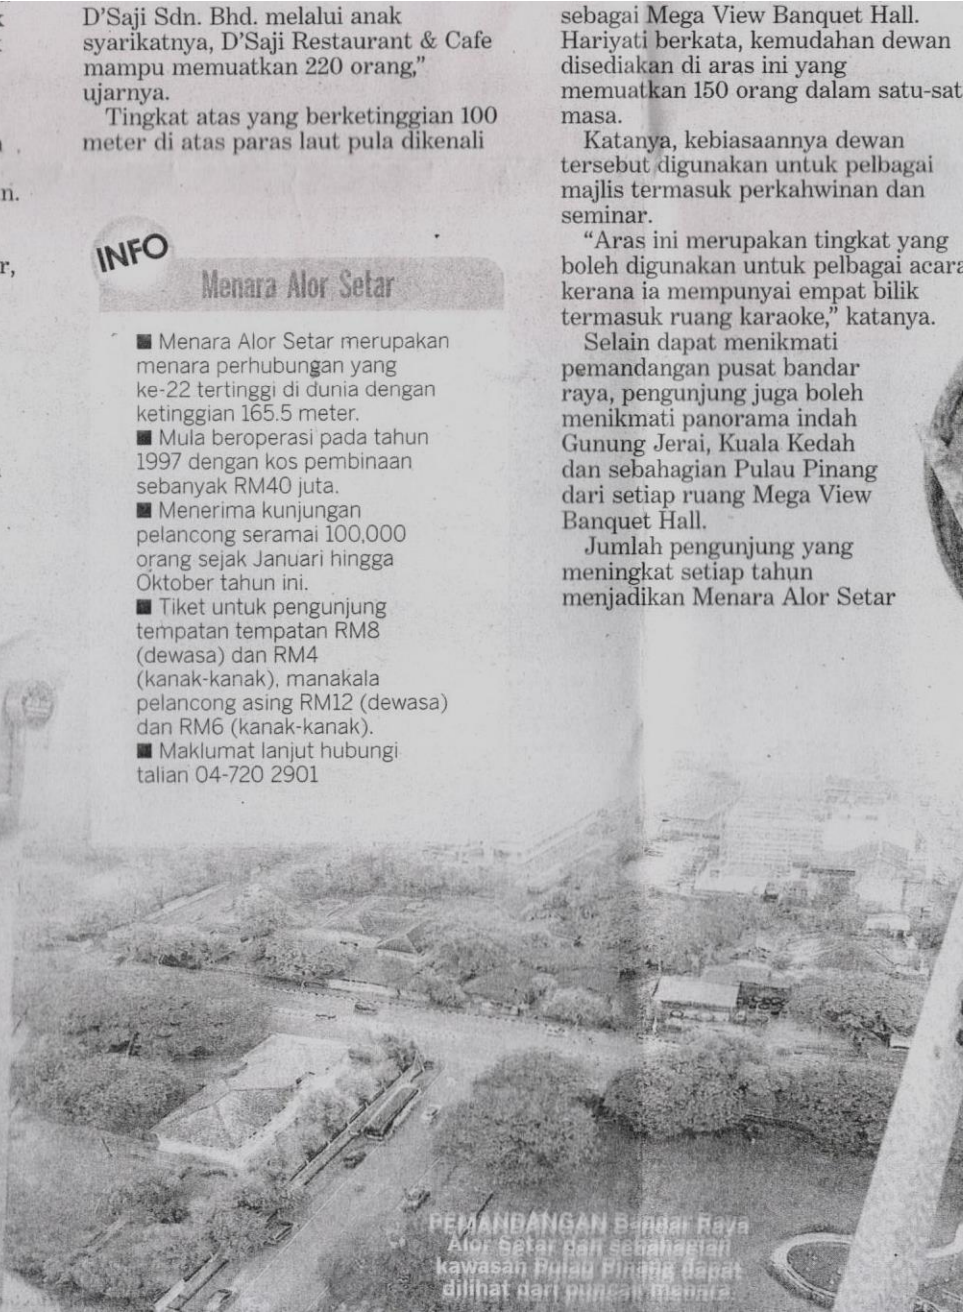 D'Saji Sdn. Bhd. melalui anak
syarikatnya, D'Saji Restaurant & Cafe
mampu memuatkan 220 orang,"
ujarnya.
Tingkat atas yang berketinggian 100
meter di atas paras laut pula dikenali
n.
r,
INFO
Menara Alor Setar
■ Menara Alor Setar merupakan
menara perhubungan yang
ke-22 tertinggi di dunia dengan
ketinggian 165.5 meter.
■ Mula beroperasi pada tahun
1997 dengan kos pembinaan
sebanyak RM40 juta.
■ Menerima kunjungan
pelancong seramai 100,000
orang sejak Januari hingga
Oktober tahun ini.
■ Tiket untuk pengunjung
tempatan tempatan RM8
(dewasa) dan RM4
(kanak-kanak), manakala
pelancong asing RM12 (dewasa)
dan RM6 (kanak-kanak).
■ Maklumat lanjut hubungi
talian 04-720 2901
sebagai Mega View Banquet Hall.
Hariyati berkata, kemudahan dewan
disediakan di aras ini yang
memuatkan 150 orang dalam satu-sat
masa.
Katanya, kebiasaannya dewan
tersebut digunakan untuk pelbagai
majlis termasuk perkahwinan dan
seminar.
"Aras ini merupakan tingkat yang
boleh digunakan untuk pelbagai acara
kerana ia mempunyai empat bilik
termasuk ruang karaoke," katanya.
Selain dapat menikmati
pemandangan pusat bandar
raya, pengunjung juga boleh
menikmati panorama indah
Gunung Jerai, Kuala Kedah
dan sebahagian Pulau Pinang
dari setiap ruang Mega View
Banquet Hall.
Jumlah pengunjung yang
meningkat setiap tahun
menjadikan Menara Alor Setar
PEMANDANGAN Bandar Raya
Alor Setar dan sebahagian
kawasan Pulau Pinang dapat
dilihat dari puncak menara.